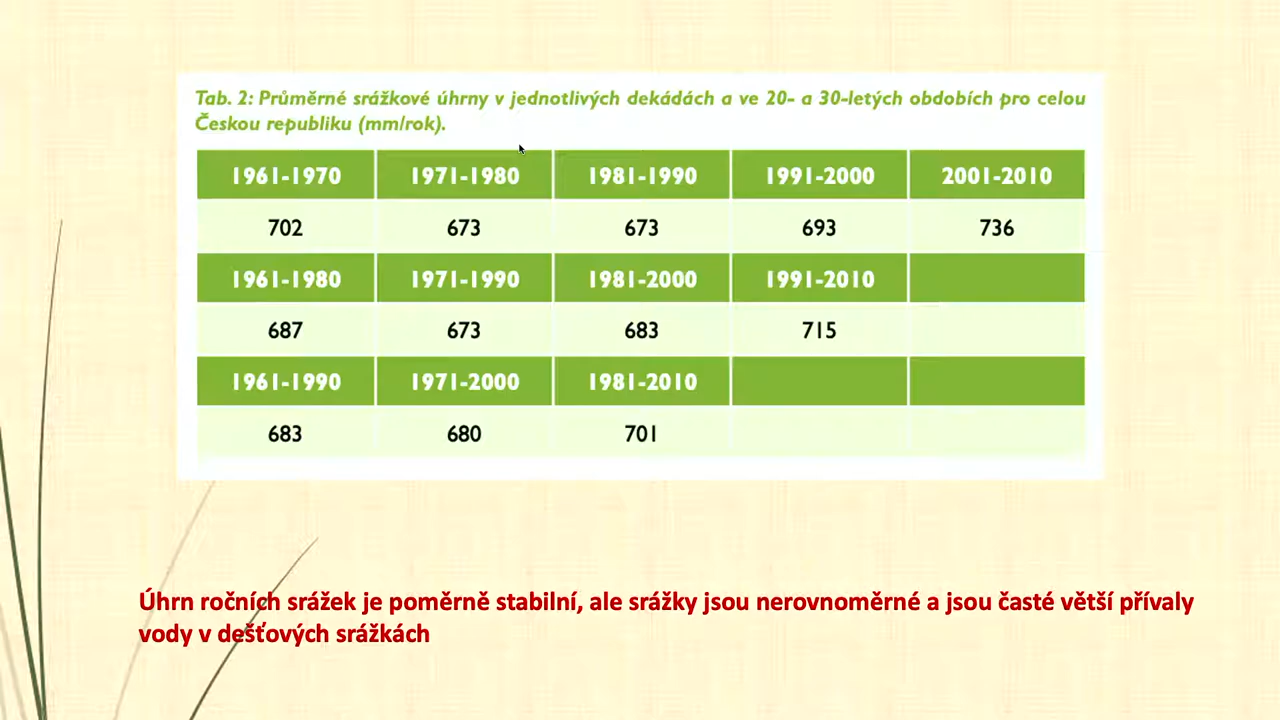 Tab. 2: Průměrné srážkové úhrny v jednotlivých dekádách a ve 20- a 30-letých obdobích pro celou
Českou republiku (mm/rok).
1961-1970 1971-1980 1981-1990 1991-2000 2001-2010
702 673 673 693 736
1961-1980 1971-1990 1981-2000 1991-2010
687 673 683 715
1961-1990 1971-2000 1981-2010
683 680 701
Úhrn ročních srážek je poměrně stabilní, ale srážky jsou nerovnoměrné a jsou časté větší přívaly
vody v dešťových srážkách